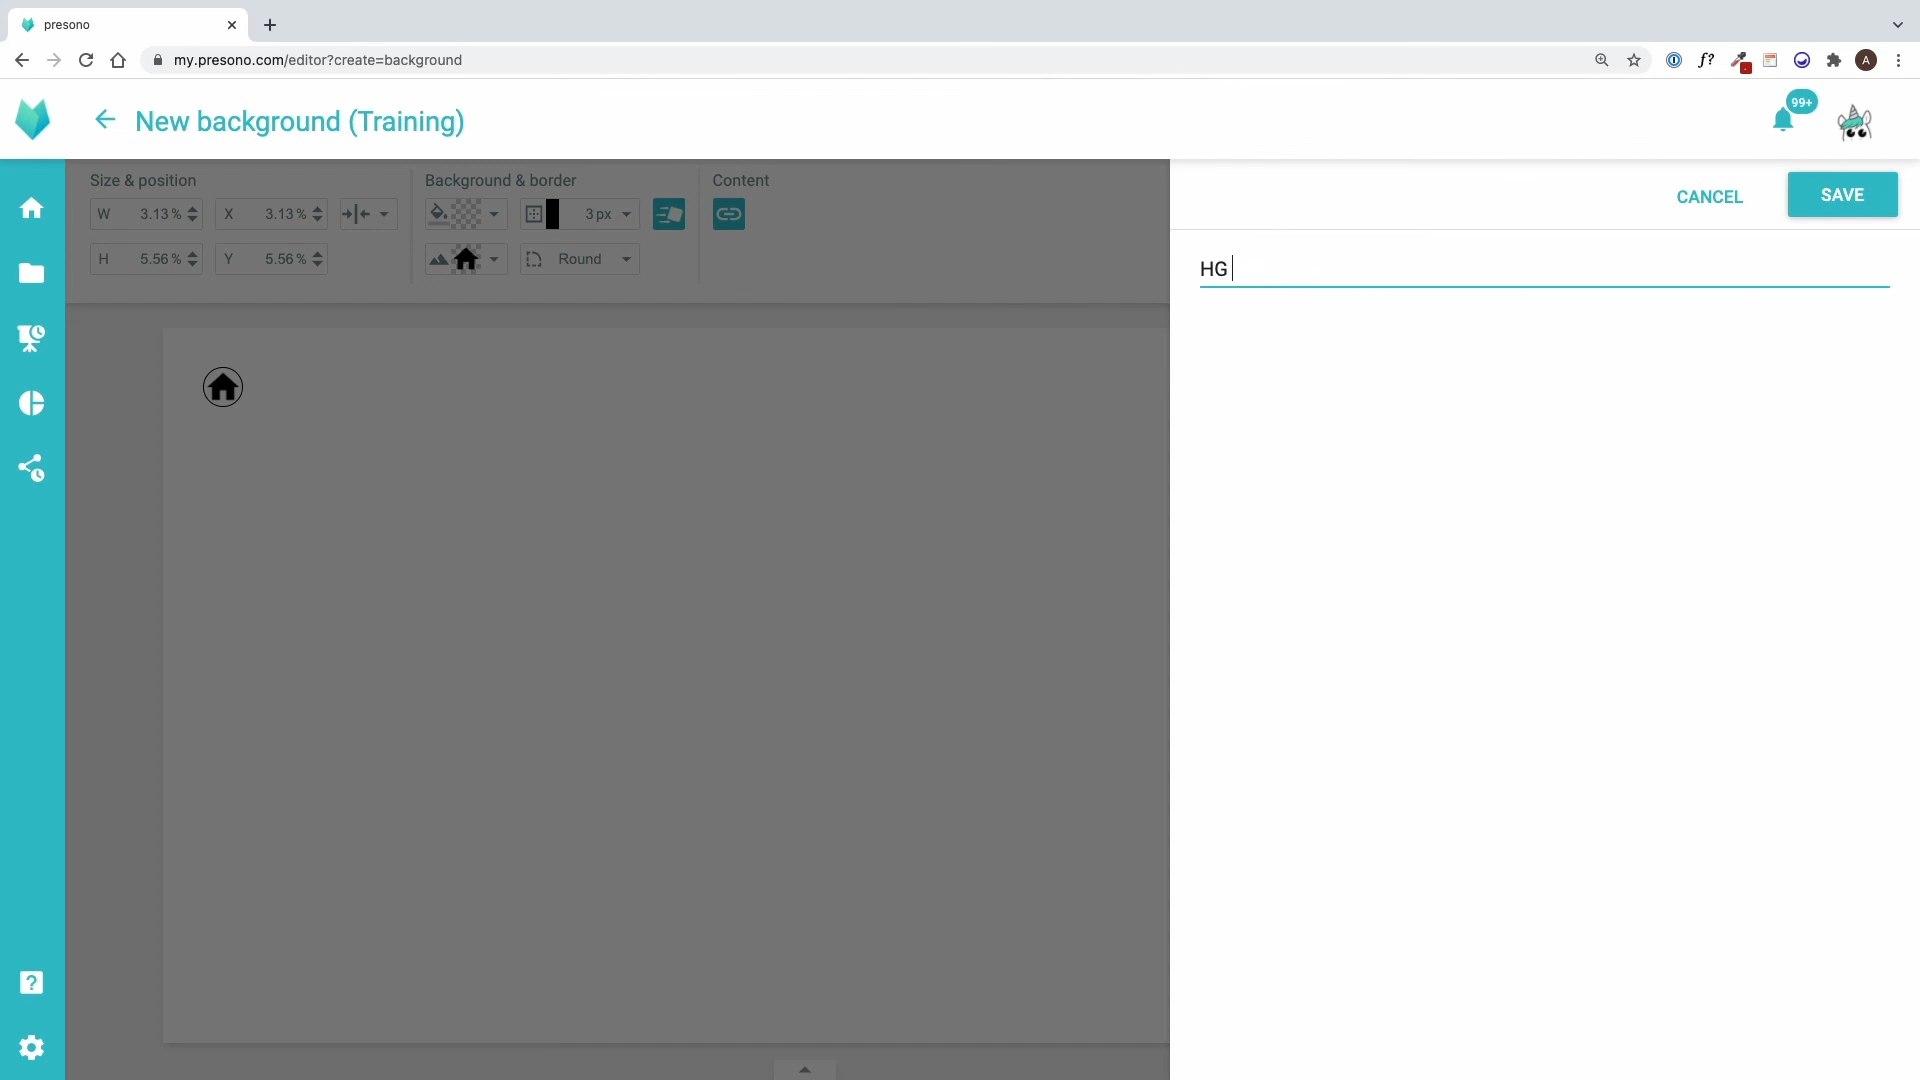 presono
my.presono.com/editor?create=background
f?
A
New background (Training)
99+
Size & position
Background & border
Content
W 3.13 %
X 3.13 %
3 px
H 5.56 %
Y 5.56 %
Round
CANCEL
SAVE
HG
?